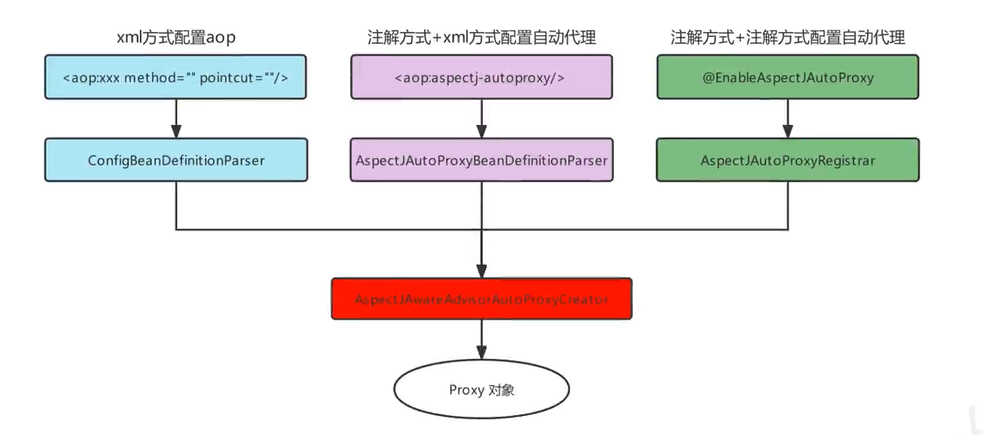 xml方式配置aop
注解方式+xml方式配置自动代理
注解方式+注解方式配置自动代理
<aop:xxx method="" pointcut=""/>
<aop:aspectj-autoproxy/>
@EnableAspectJAutoProxy
ConfigBeanDefinitionParser
AspectJAutoProxyBeanDefinitionParser
AspectJAutoProxyRegistrar
AspectJAwareAdvisorAutoProxyCreator
Proxy 对象